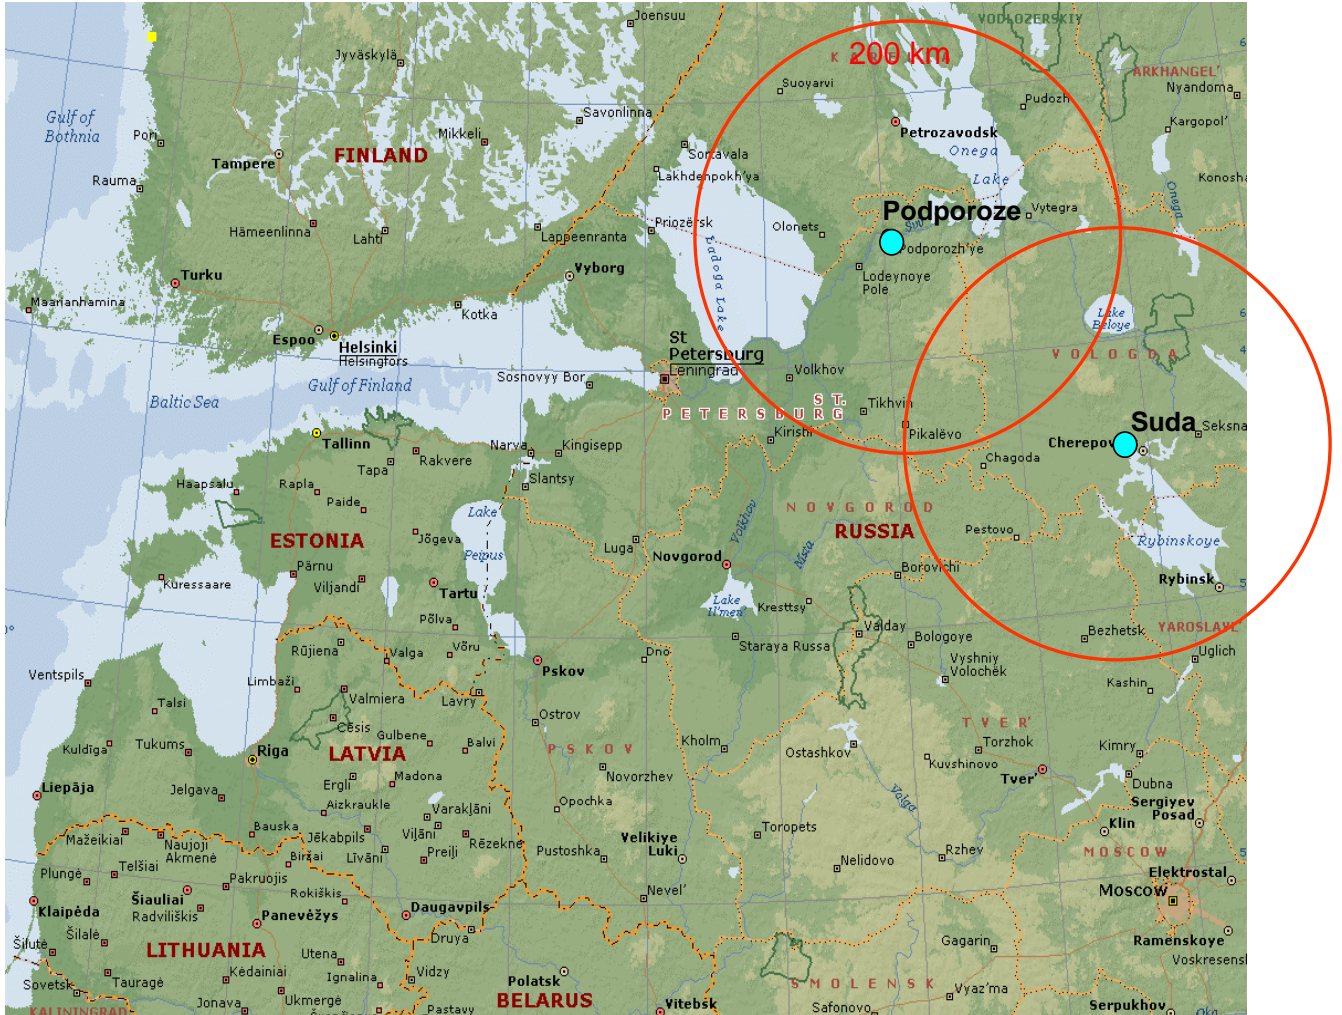 Joensuu
VODLOZERSKIY
200 km
Jyväskylä
Suoyarvi
ARKHANGEL'
Nyandoma
Pudozh
Gulf of
Bothnia
Savonlinna
Kargopol'
Pori
Mikkeli
Petrozavodsk
Onega
Lake
FINLAND
Tampere
Sortavala
Lakhdenpokh'ya
Rauma
Konosha
Onega
Podporoze
Vytegra
Priozërsk
Olonets
Hämeenlinna
Lahti
Lappeenranta
Podporozh'ye
Ladoga Lake
Turku
Vyborg
Lodeynoye
Pole
Maarianhamina
Kotka
Lake
Beloye
6
Espoo
Helsinki
Helsingfors
St
Petersburg
Leningrad
VOLOGDA
4
Gulf of Finland
Sosnovyy Bor
Volkhov
Baltic Sea
ST.
PETERSBURG
Tikhvin
Suda
Tallinn
Kirishi
Pikalëvo
Seksna
Narva
Kingisepp
Cherepov
Tapa
Rakvere
Chagoda
Haapsalu
Rapla
Slantsy
Paide
Lake
Peipus
Volkhov
NOVGOROD
RUSSIA
ESTONIA
Jõgeva
Luga
Msta
Pestovo
Rybinskoye
Novgorod
Pärnu
Borovichi
Kuressaare
Viljandi
Tartu
Rybinsk
5
Lake
Il'men'
Kresttsy
Põlva
Valday
Bologoye
Bezhetsk
YAROSLAVL'
Rūjiena
Valga
Võru
Dno
Staraya Russa
Vyshniy
Volochëk
Uglich
Ventspils
Limbaži
Pskov
Kashin
Talsi
Valmiera
Lavry
Ostrov
TVER'
Cēsis
Gulbene
Kuldīga
Tukums
Riga
LATVIA
Balvi
PSKOV
Kholm
Ostashkov
Torzhok
Kimry
Kuvshinovo
Novorzhev
Tver'
Dubna
Ergli
Madona
Liepāja
Jelgava
Volga
Sergiyev
Posad
Aizkraukle
Varakļāni
Opochka
Klin
Mažeikiai
Naujoji
Akmenė
Bauska
Jēkabpils
Viļāni
Velikiye
Luki
Toropets
Rēzekne
Biržai
Līvāni
Preiļi
Pustoshka
Rzhev
MOSCOW
5
Telšiai
Plungė
Pakruojis
Nelidovo
Elektrostal
Šiauliai
Rokiškis
Nevel'
MOSCOW
Klaipėda
Radviliškis
Panevėžys
Daugavpils
Šilutė
Šilalė
Druya
Gagarin
Ramenskoye
LITHUANIA
Utena
Voskresensl
Sovetsk
Tauragė
Kėdainiai
Ignalina
Vidzy
Polatsk
SMOLENSK
Ukmergė
BELARUS
Vyaz'ma
KALININGRAD
Jonava
Pastavy
Vitebsk
Safonovo
Serpukhov
Oka